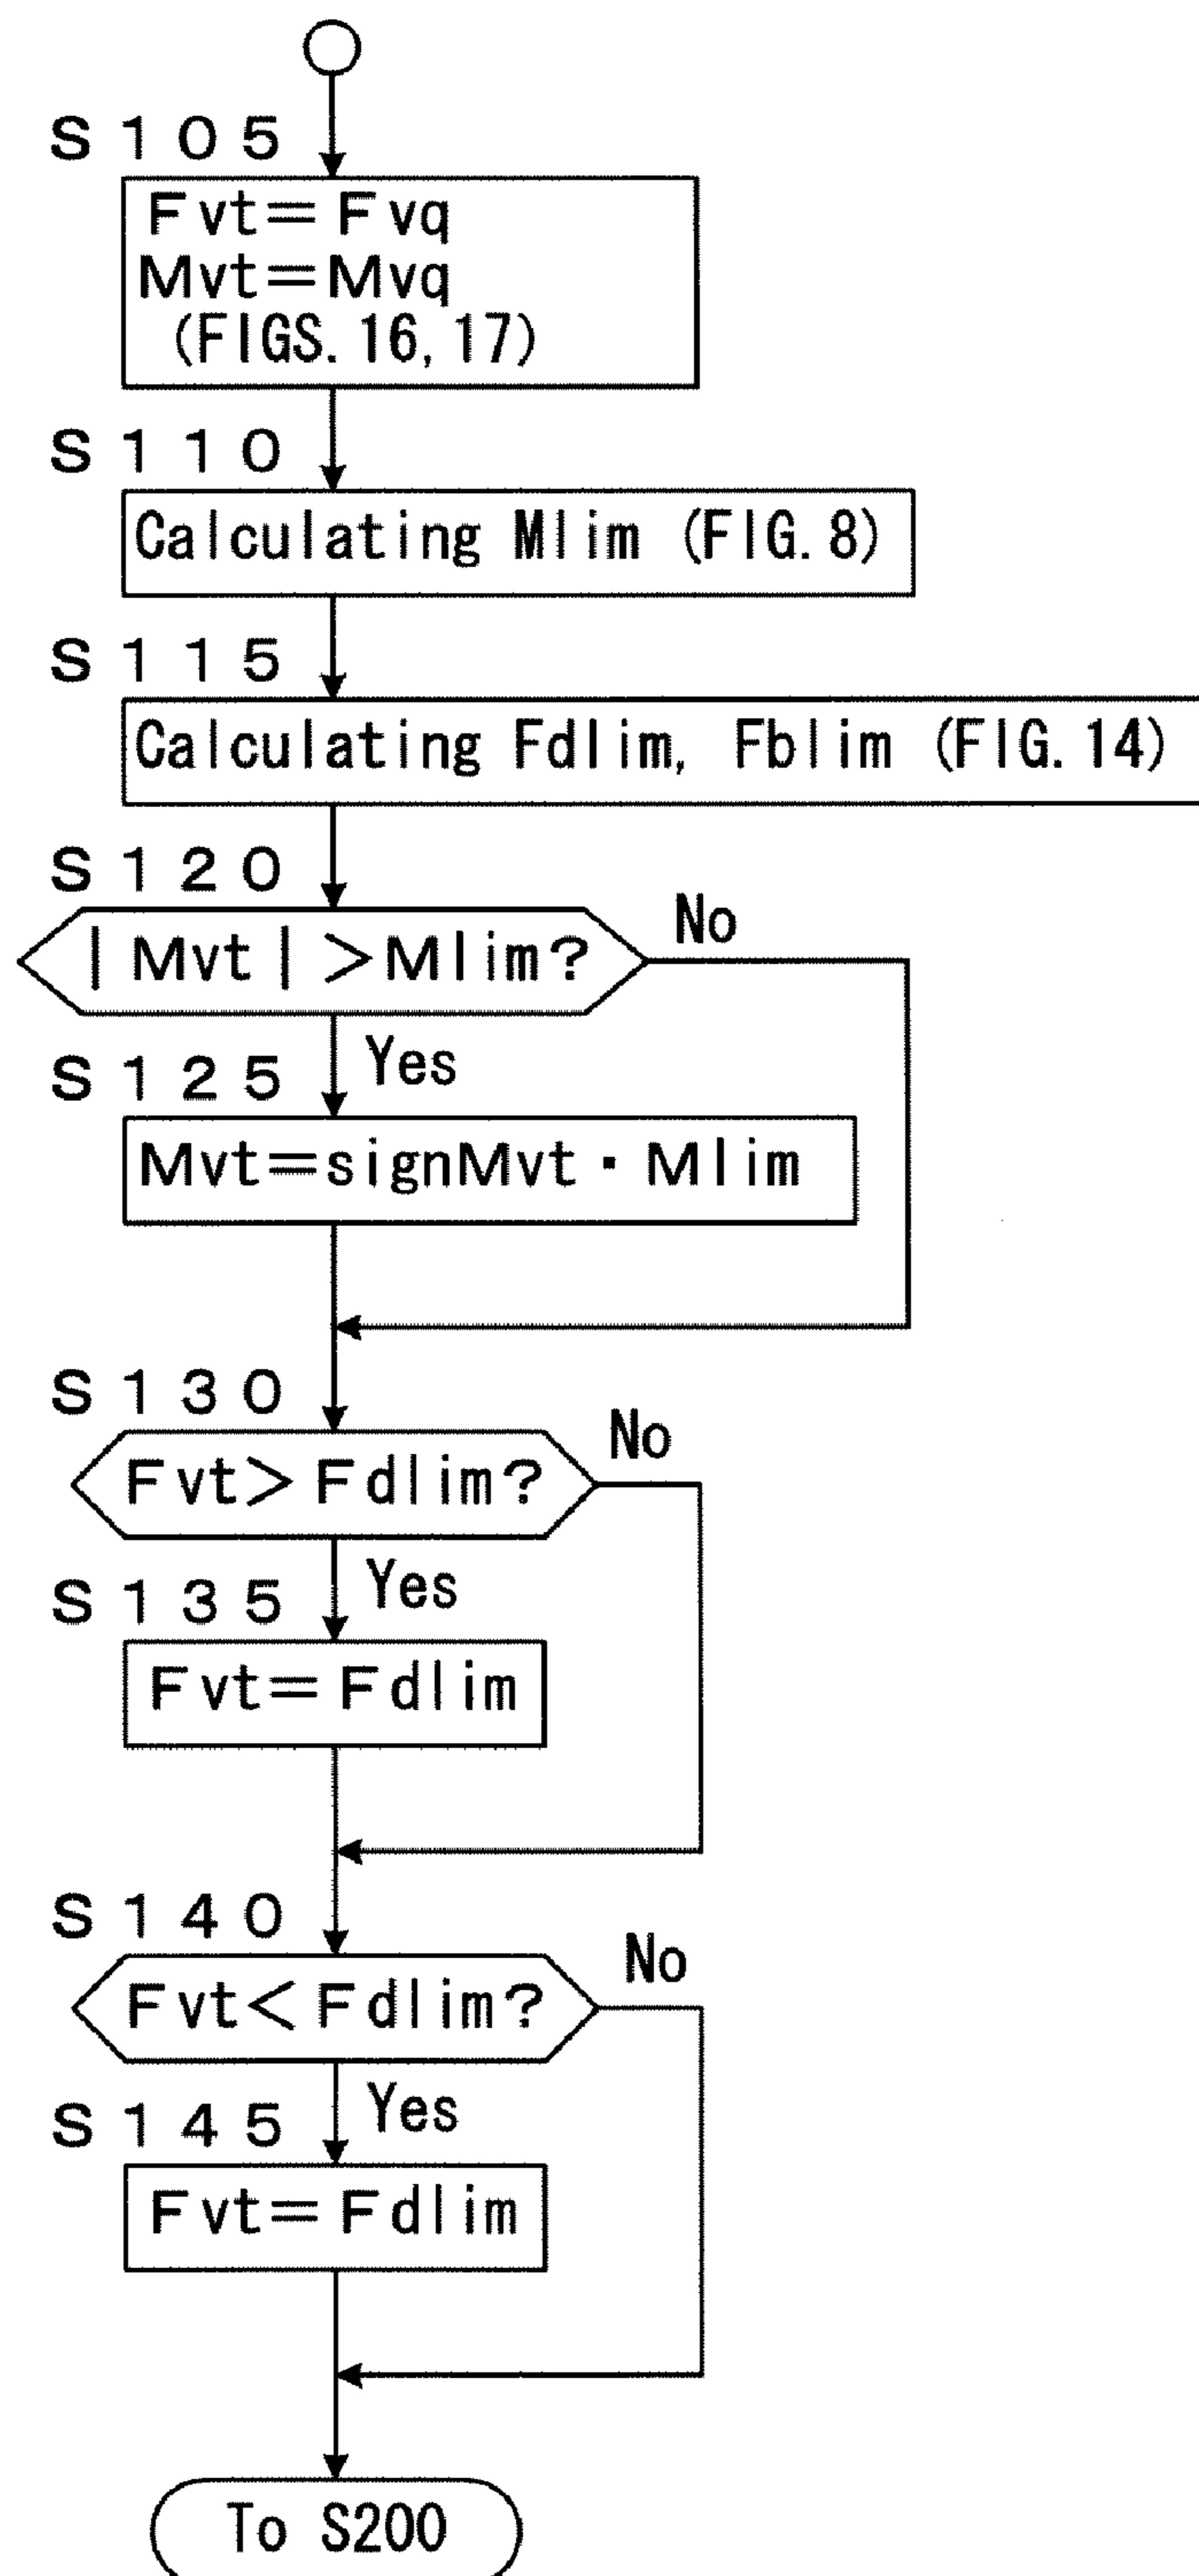 S105
Fvt=Fvq
Mvt=Mvq
(FIGS. 16, 17)
S110
Calculating Mlim (FIG. 8)
S115
Calculating Fdlim, Fblim (FIG. 14)
S120
|Mvt|>Mlim?
No
Yes
S125
Mvt=signMvt・Mlim
S130
Fvt>Fdlim?
No
Yes
S135
Fvt=Fdlim
S140
Fvt<Fdlim?
No
Yes
S145
Fvt=Fdlim
To S200